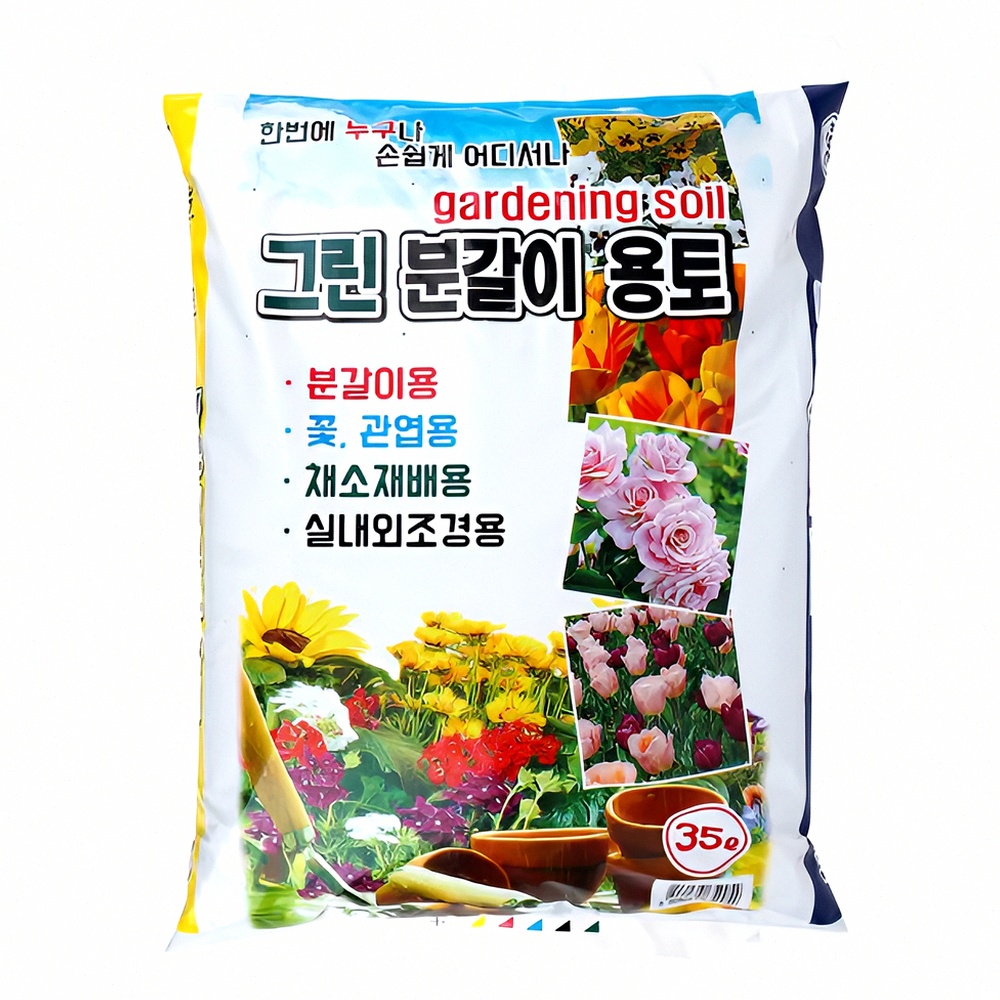 한번에 누구나
손쉽게 어디서나
gardening soil
그린 분갈이 용토
· 분갈이용
· 꽃, 관엽용
· 채소재배용
· 실내외조경용
35ℓ